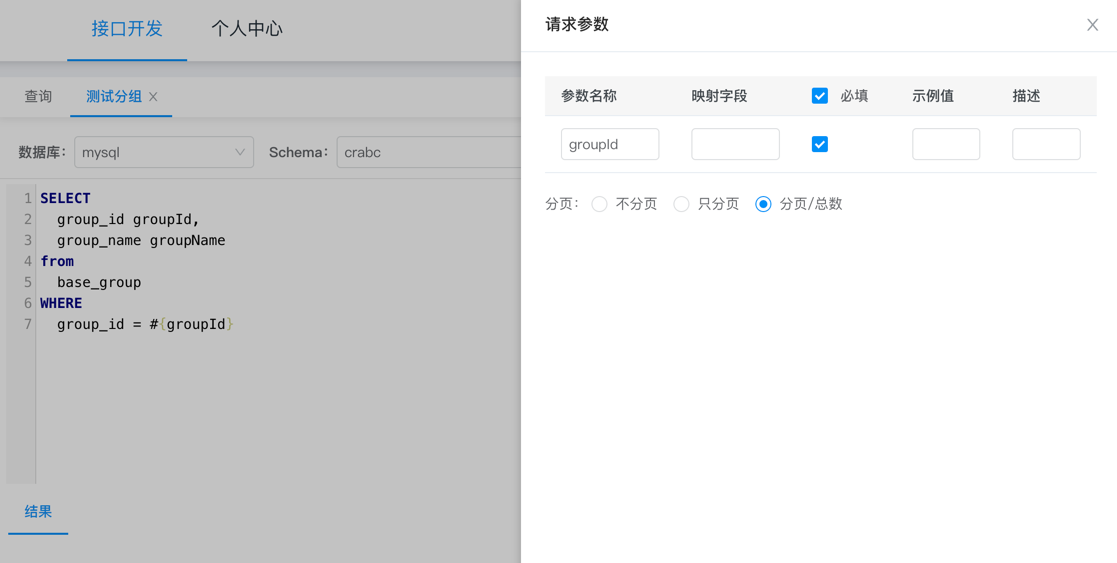 接口开发 个人中心
查询 测试分组
数据库: mysql Schema: crabc
1 SELECT
2 group_id groupId,
3 group_name groupName
4 from
5 base_group
6 WHERE
7 group_id = #{groupId}
结果
请求参数
参数名称 映射字段 必填 示例值 描述
groupId
分页: 不分页 只分页 分页/总数